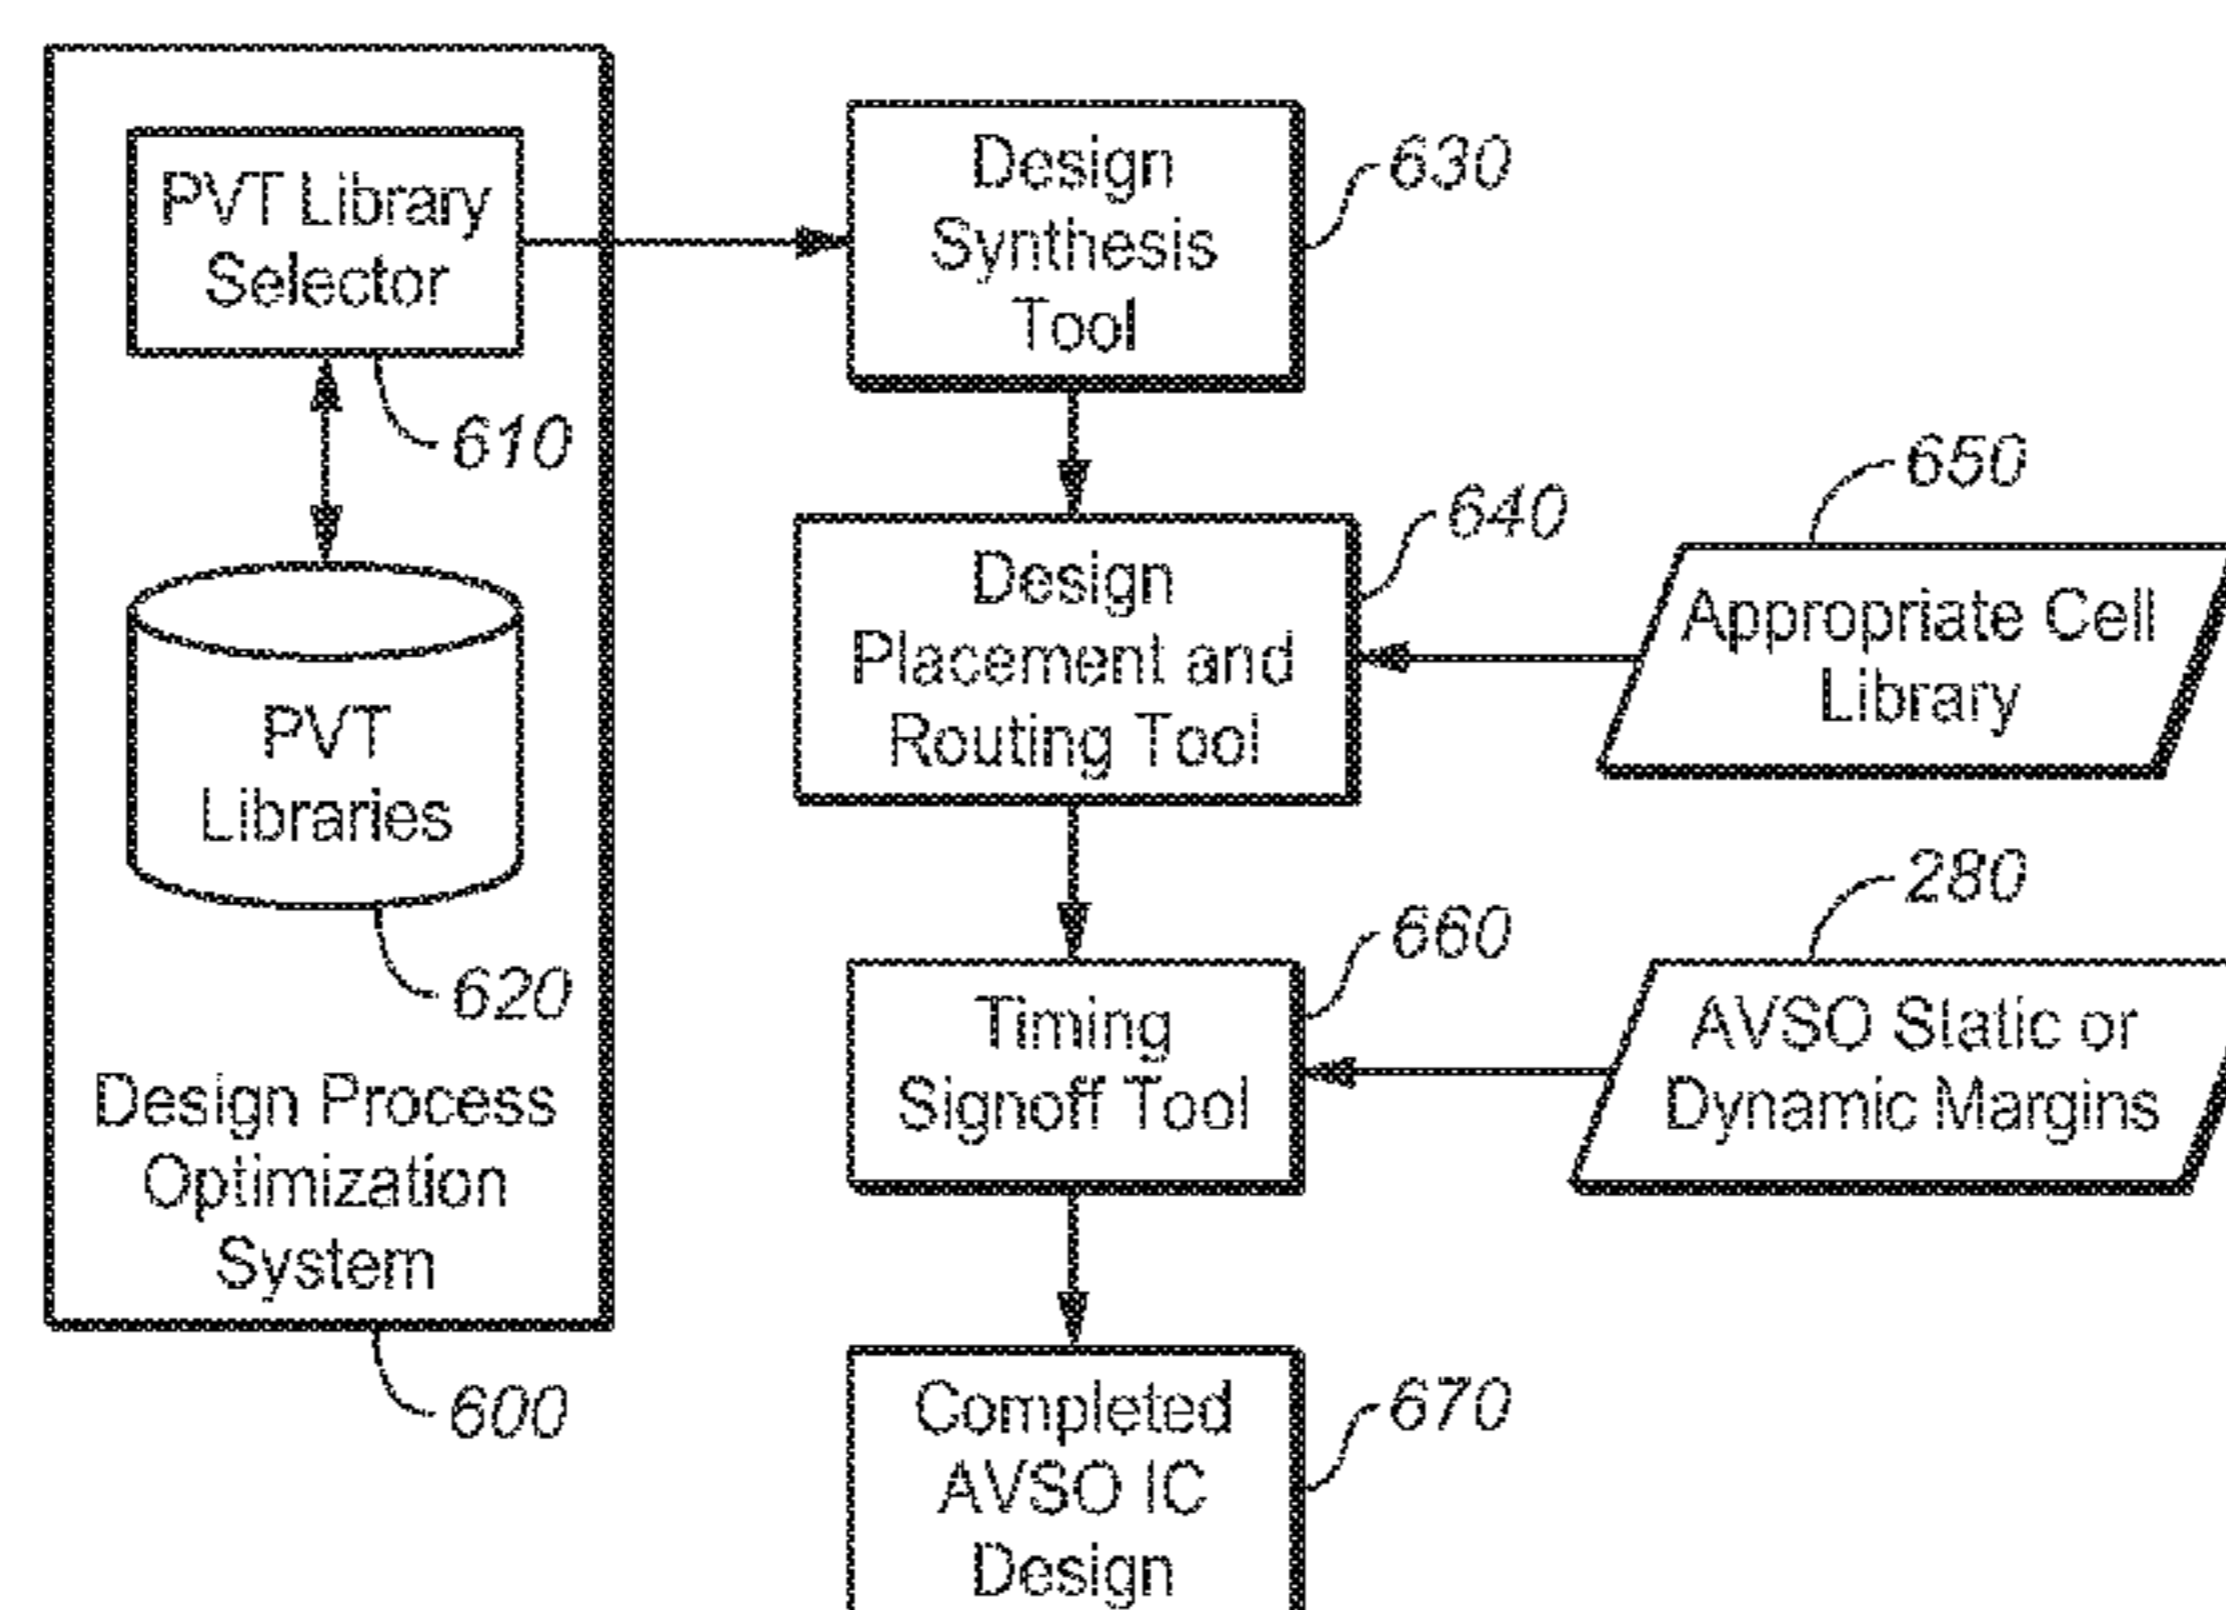 PVT Library
Selector
610
PVT
Libraries
620
Design Process
Optimization
System
600
Design
Synthesis
Tool
630
Design
Placement and
Routing Tool
640
Appropriate Cell
Library
650
Timing
Signoff Tool
660
AVSO Static or
Dynamic Margins
280
Completed
AVSO IC
Design
670